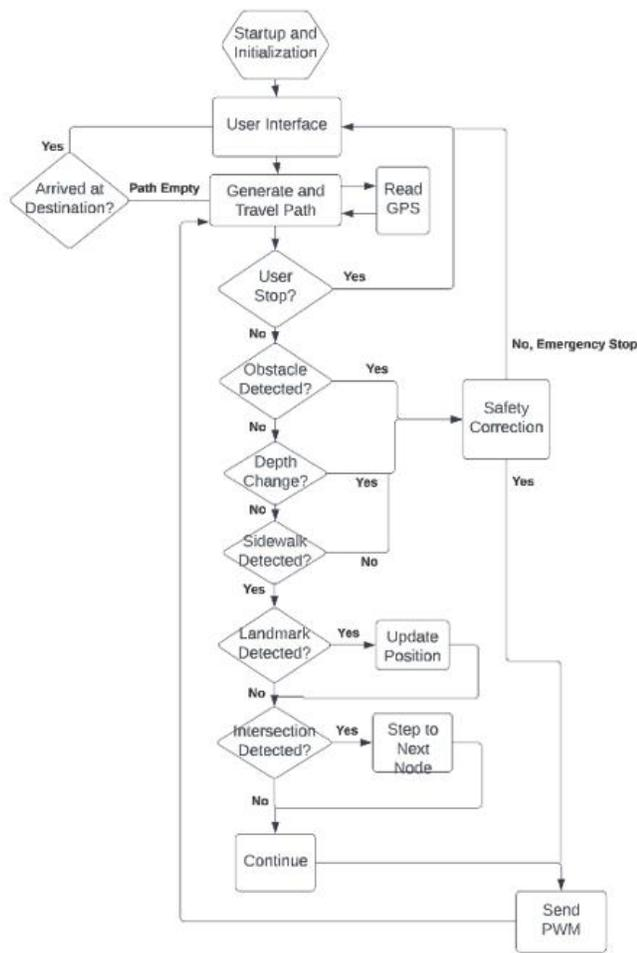 Startup and
Initialization
User Interface
Yes
Arrived at
Destination?
Path Empty
Generate and
Travel Path
Read
GPS
User
Stop?
Yes
No
No, Emergency Stop
Obstacle
Detected?
Yes
Safety
Correction
No
Depth
Change?
Yes
Yes
No
Sidewalk
Detected?
No
Yes
Landmark
Detected?
Yes
Update
Position
No
Intersection
Detected?
Yes
Step to
Next
Node
No
Continue
Send
PWM